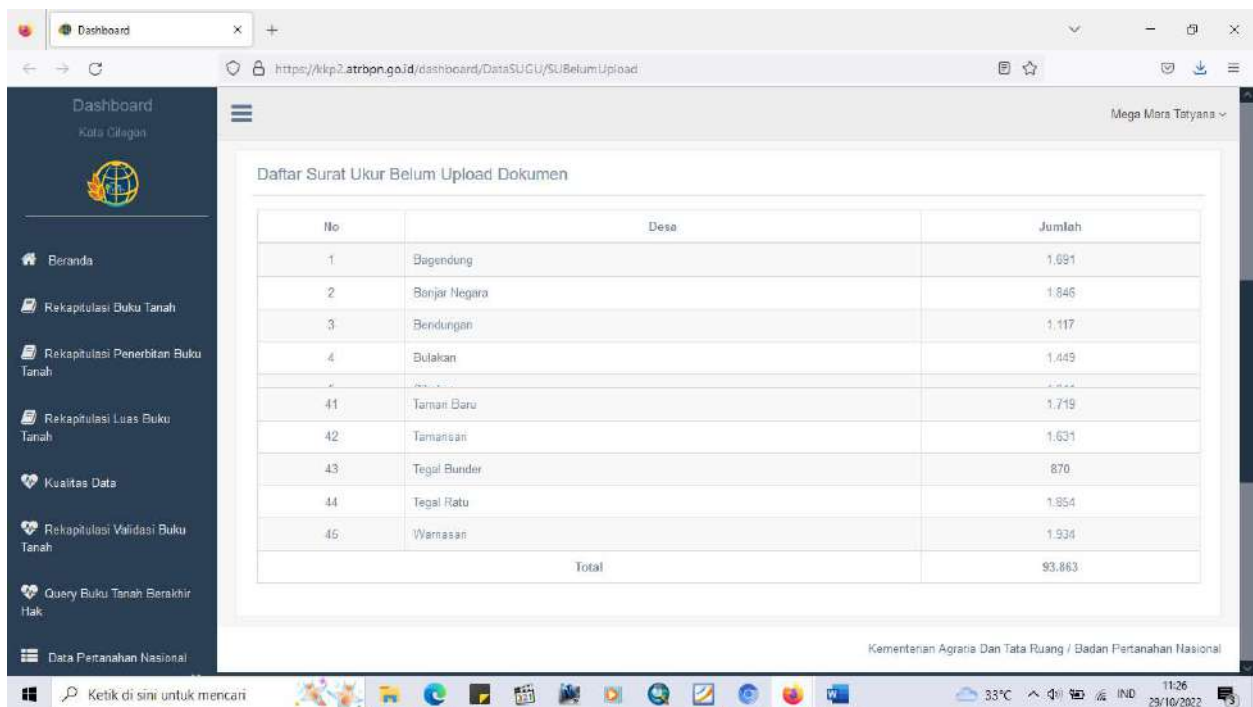 Dashboard
https://kkp2.atrbpn.go.id/dashboard/DataSUGU/SUBelumUpload
Dashboard
Kota Cilegon
Mega Mara Tatyana
Daftar Surat Ukur Belum Upload Dokumen
No Desa Jumlah
1 Bagendung 1.691
2 Banjar Negara 1.846
3 Bendungan 1.117
4 Bulakan 1.449
41 Taman Baru 1.719
42 Tamansari 1.631
43 Tegal Bunder 870
44 Tegal Ratu 1.854
45 Warnasari 1.934
Total 93.863
Beranda
Rekapitulasi Buku Tanah
Rekapitulasi Penerbitan Buku
Tanah
Rekapitulasi Luas Buku
Tanah
Kualitas Data
Rekapitulasi Validasi Buku
Tanah
Query Buku Tanah Berakhir
Hak
Data Pertanahan Nasional
Kementerian Agraria Dan Tata Ruang / Badan Pertanahan Nasional
Ketik di sini untuk mencari
33°C
IND
11:26
29/10/2022